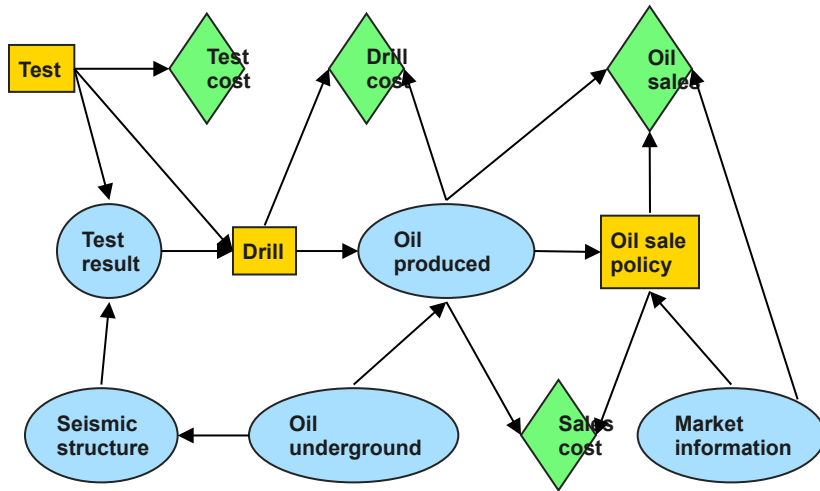 Test
Test
cost
Drill
cost
Oil
sales
Test
result
Drill
Oil
produced
Oil sale
policy
Seismic
structure
Oil
underground
Sales
cost
Market
information